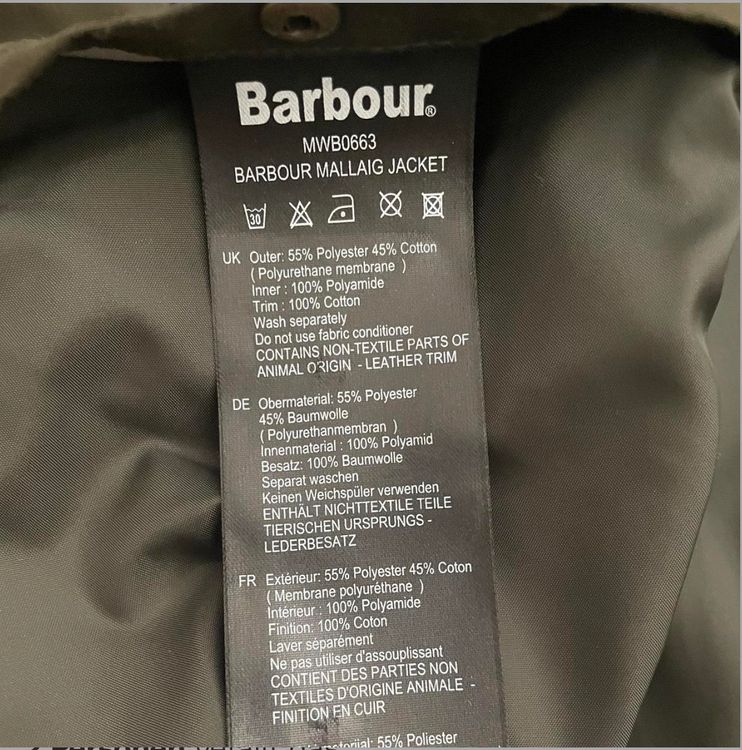 Barbour®
MWB0663
BARBOUR MALLAIG JACKET
30
UK Outer: 55% Polyester 45% Cotton
( Polyurethane membrane )
Inner : 100% Polyamide
Trim : 100% Cotton
Wash separately
Do not use fabric conditioner
CONTAINS NON-TEXTILE PARTS OF
ANIMAL ORIGIN - LEATHER TRIM
DE Obermaterial: 55% Polyester
45% Baumwolle
( Polyurethanmembran )
Innenmaterial : 100% Polyamid
Besatz: 100% Baumwolle
Separat waschen
Keinen Weichspüler verwenden
ENTHÄLT NICHTTEXTILE TEILE
TIERISCHEN URSPRUNGS -
LEDERBESATZ
FR Extérieur: 55% Polyester 45% Coton
( Membrane polyuréthane )
Intérieur : 100% Polyamide
Finition: 100% Coton
Laver séparément
Ne pas utiliser d'assouplissant
CONTIENT DES PARTIES NON
TEXTILES D'ORIGINE ANIMALE -
FINITION EN CUIR
55% Polyester